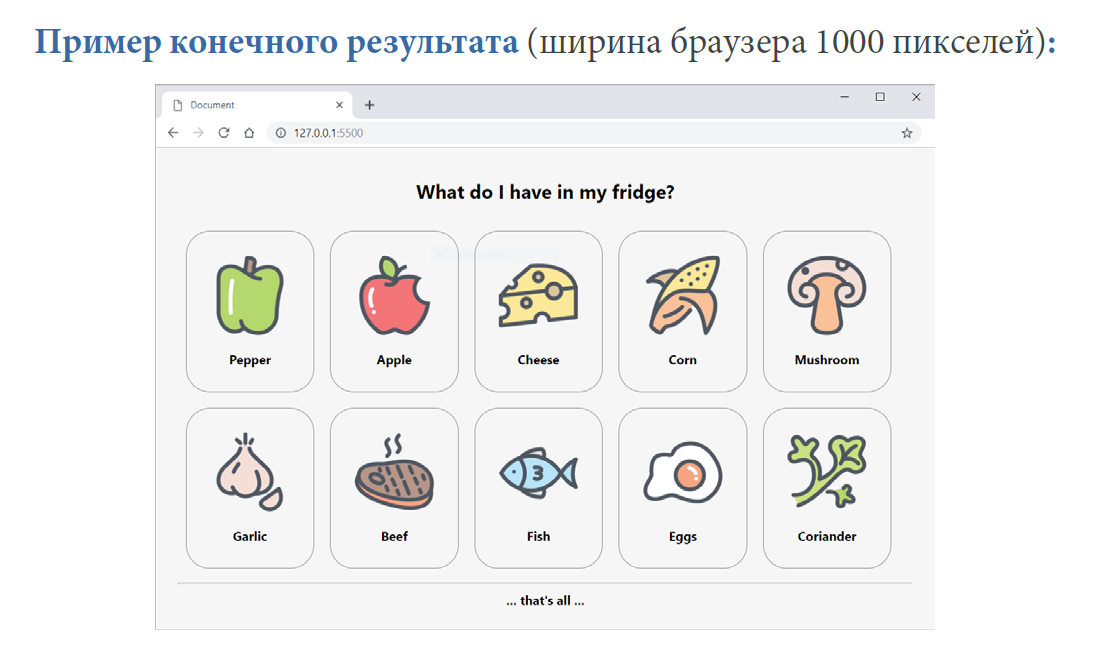 Пример конечного результата (ширина браузера 1000 пикселей):
Document
127.0.0.1:5500
What do I have in my fridge?
Pepper Apple Cheese Corn Mushroom
3
Garlic Beef Fish Eggs Coriander
... that's all ...